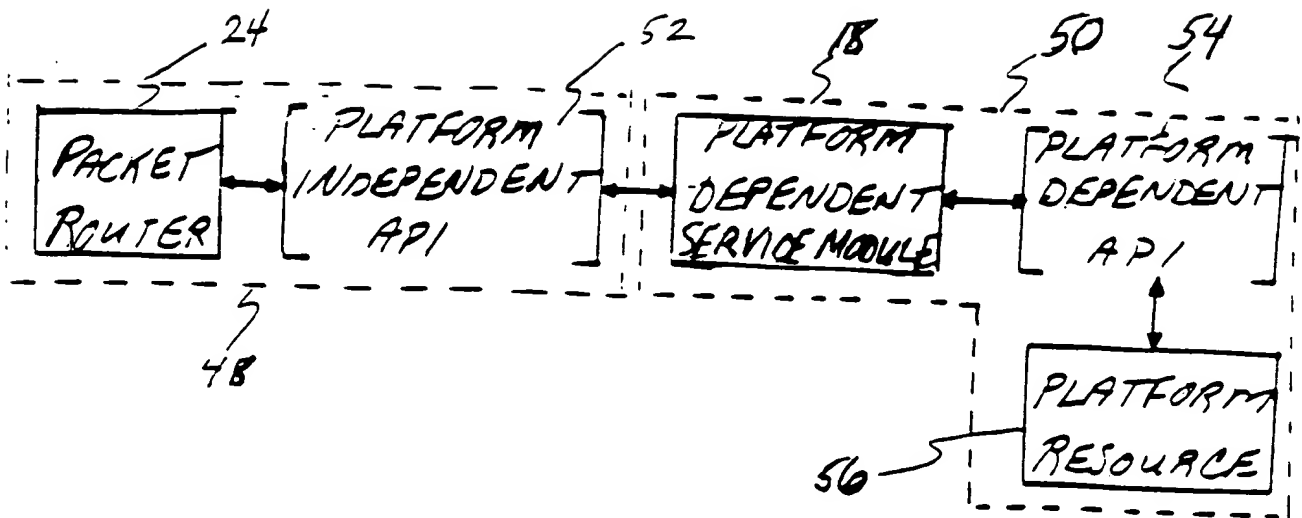 24
52
18
50
54
PACKET
ROUTER
PLATFORM
INDEPENDENT
API
PLATFORM
DEPENDENT
SERVICE MODULE
PLATFORM
DEPENDENT
API
48
PLATFORM
RESOURCE
56